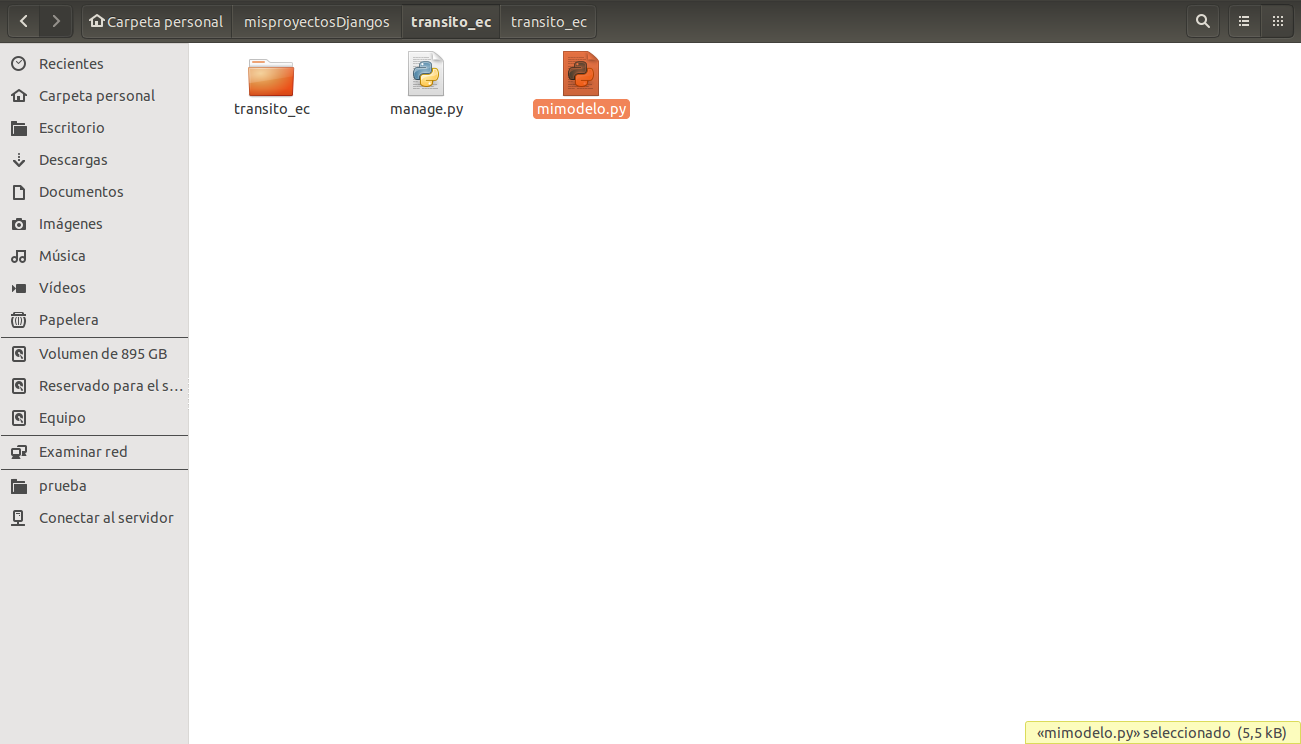 Carpeta personal misproyectosDjangos transito_ec transito_ec
Recientes
Carpeta personal
Escritorio
Descargas
Documentos
Imágenes
Música
Vídeos
Papelera
Volumen de 895 GB
Reservado para el s…
Equipo
Examinar red
prueba
Conectar al servidor
transito_ec manage.py mimodelo.py
«mimodelo.py» seleccionado (5,5 kB)